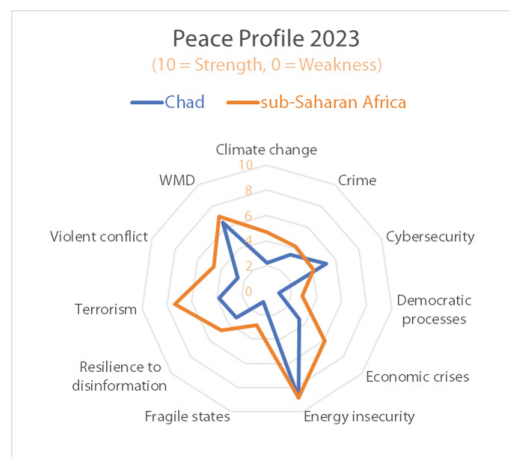 Peace Profile 2023
(10 = Strength, 0 = Weakness)
Chad
sub-Saharan Africa
Climate change
10
8
6
4
2
0
Crime
Cybersecurity
Democratic
processes
Economic crises
Energy insecurity
Fragile states
Resilience to
disinformation
Terrorism
Violent conflict
WMD